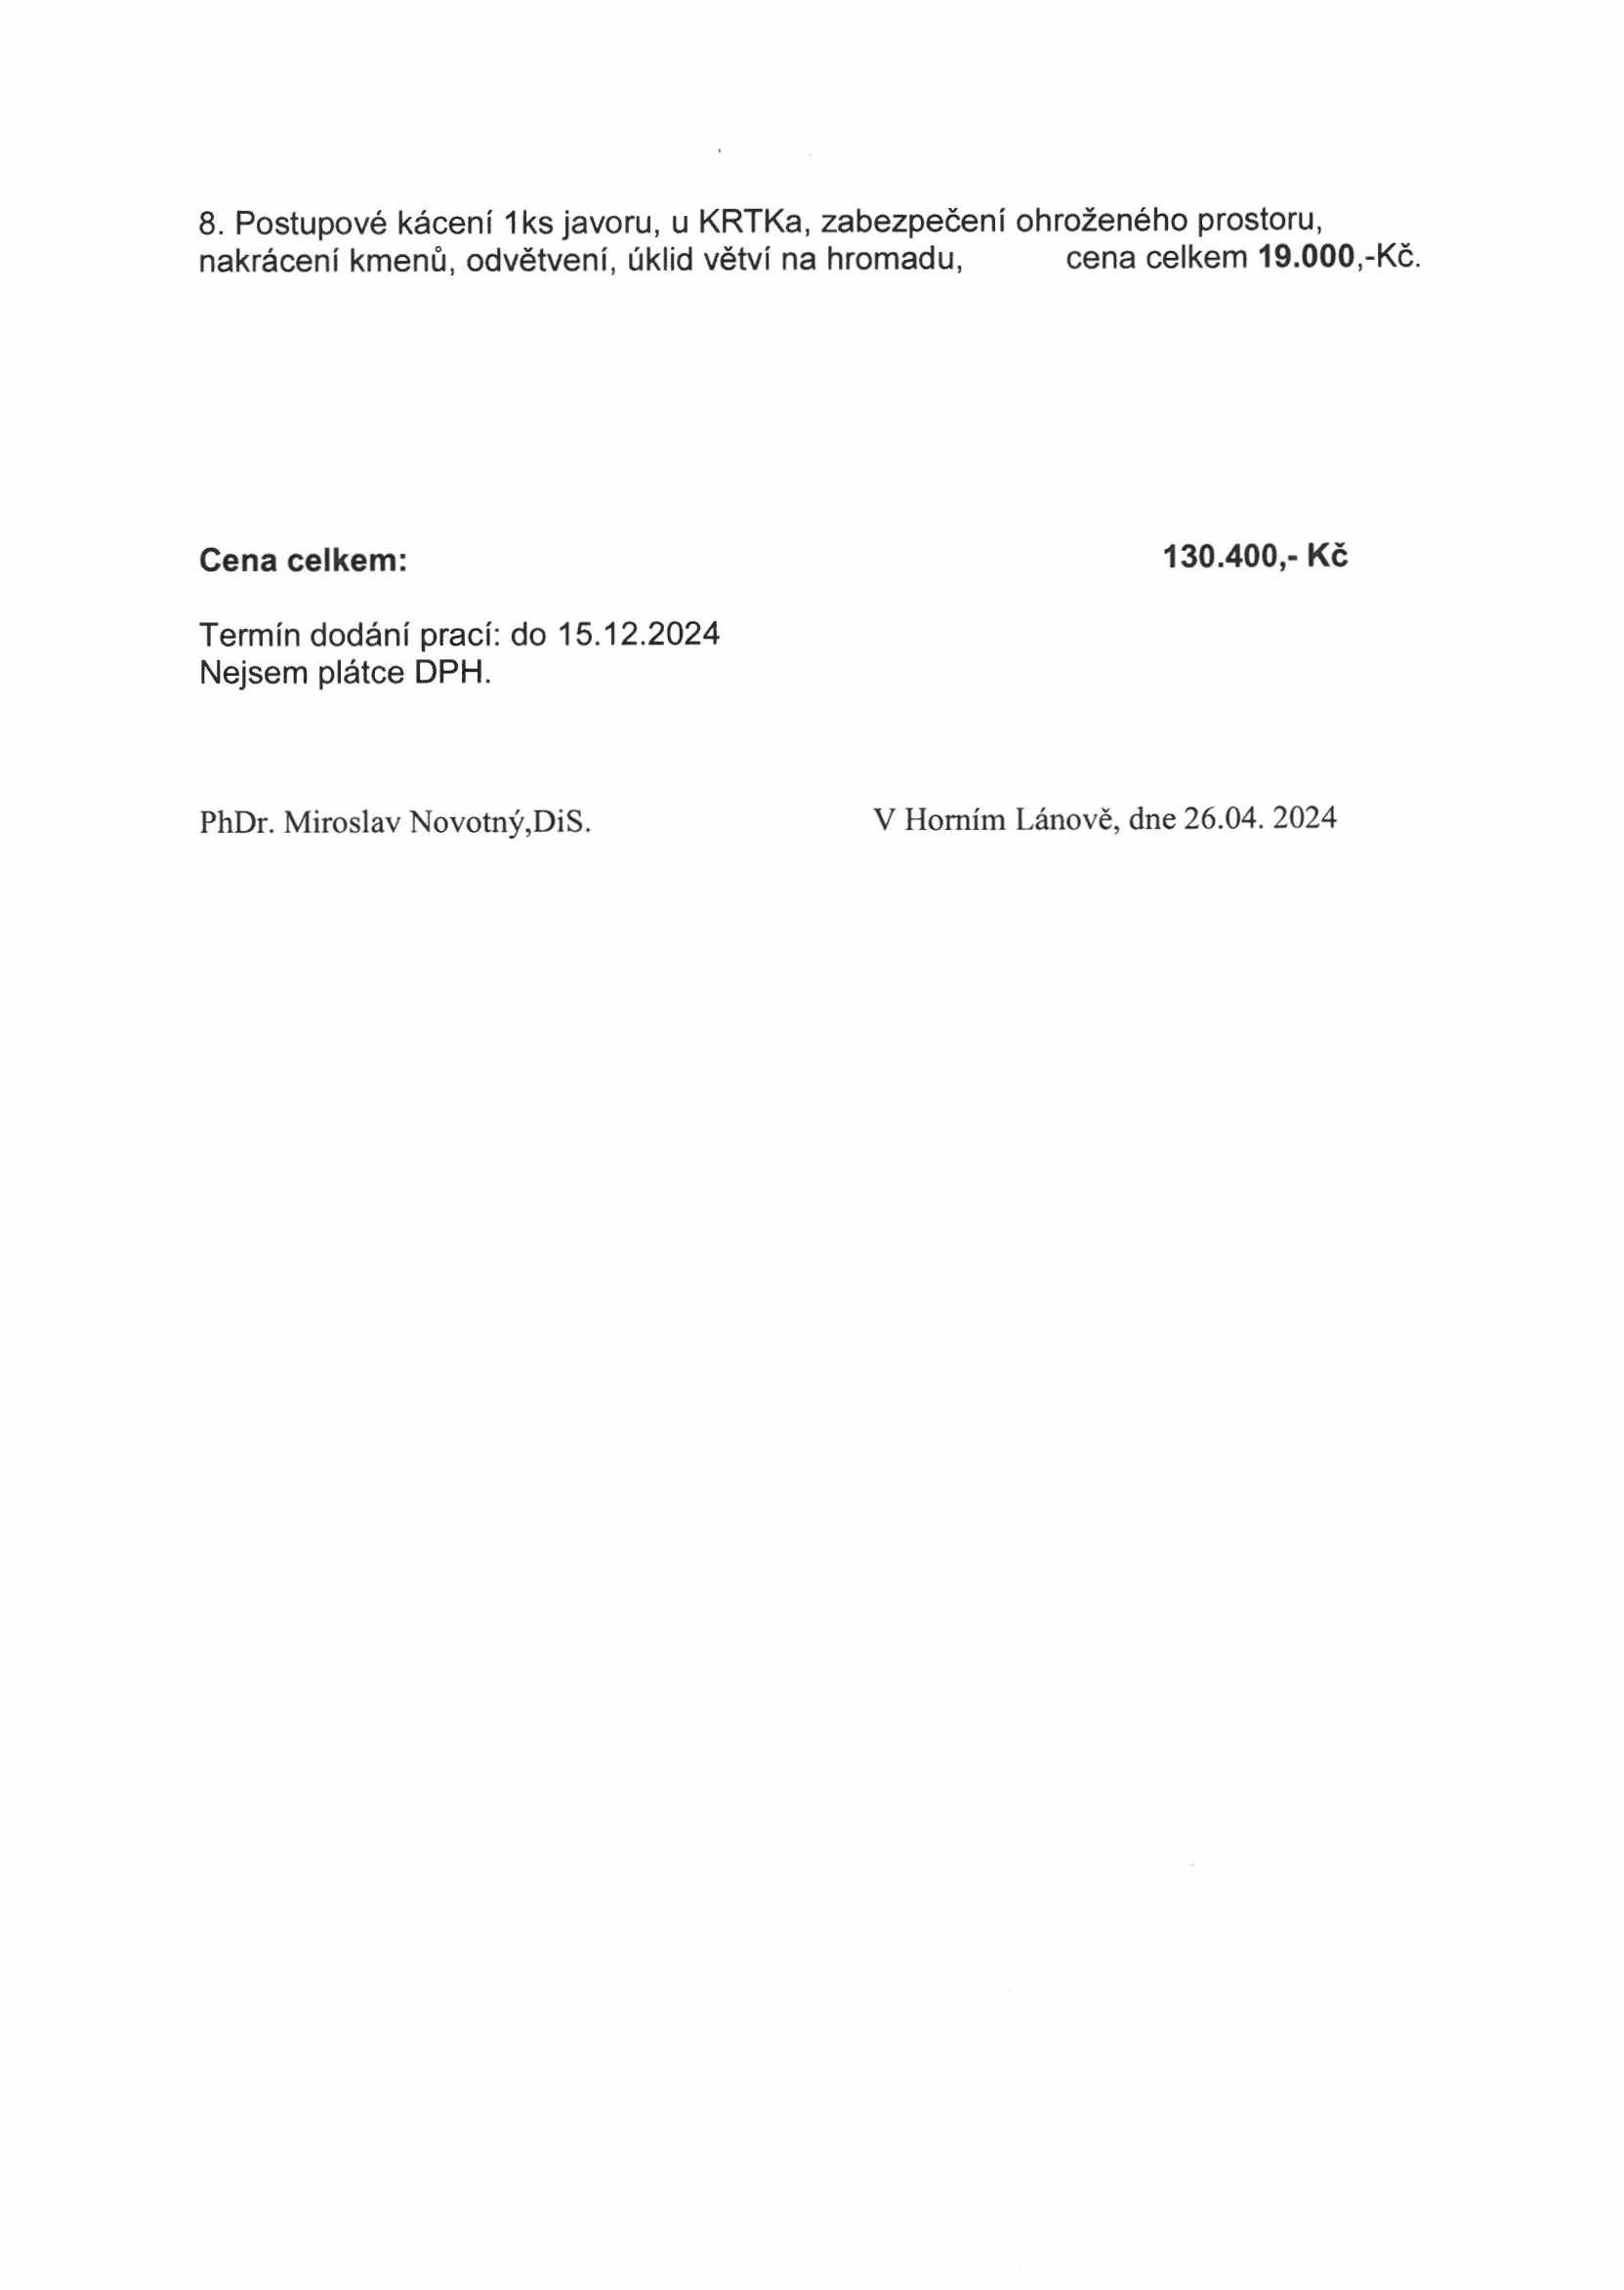 8. Postupové kácení 1ks javoru, u KRTKa, zabezpečení ohroženého prostoru,
nakrácení kmenů, odvětvení, úklid větví na hromadu, cena celkem 19.000,-Kč.
Cena celkem: 130.400,- Kč
Termín dodání prací: do 15.12.2024
Nejsem plátce DPH.
PhDr. Miroslav Novotný,DiS. V Horním Lánově, dne 26.04. 2024